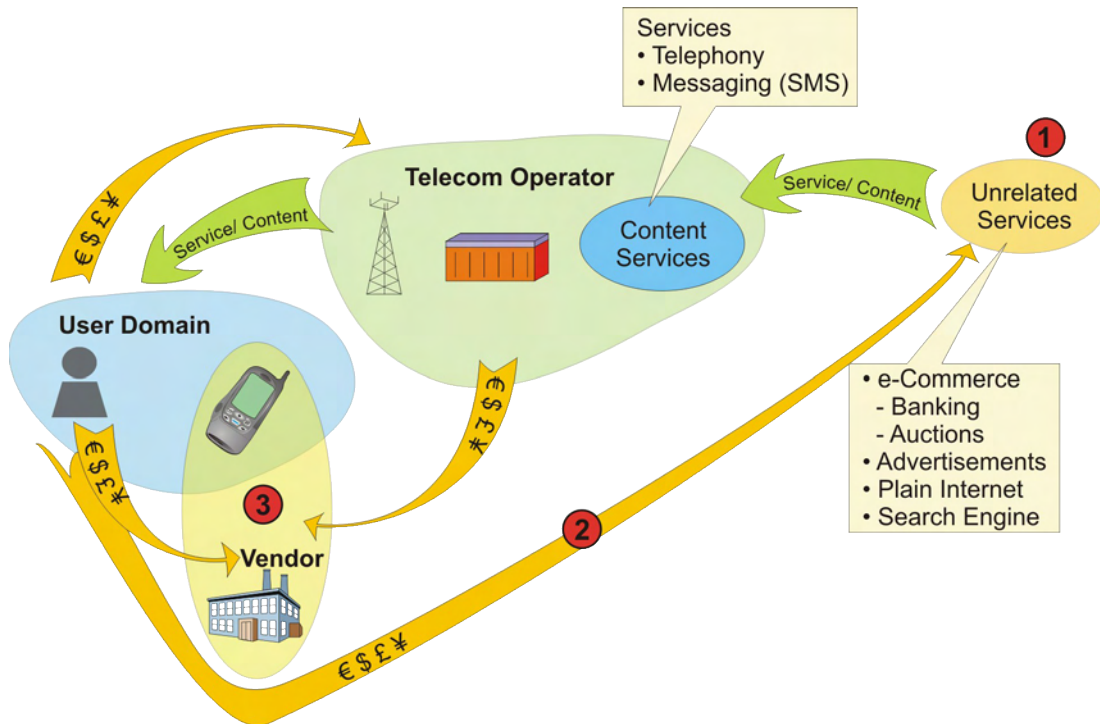 Services
• Telephony
• Messaging (SMS)
1
Telecom Operator
Service/ Content
Unrelated
Services
Content
Services
Service/ Content
€$£¥
User Domain
€$£¥
• e-Commerce
- Banking
- Auctions
• Advertisements
• Plain Internet
• Search Engine
€$£¥
3
2
Vendor
€$£¥